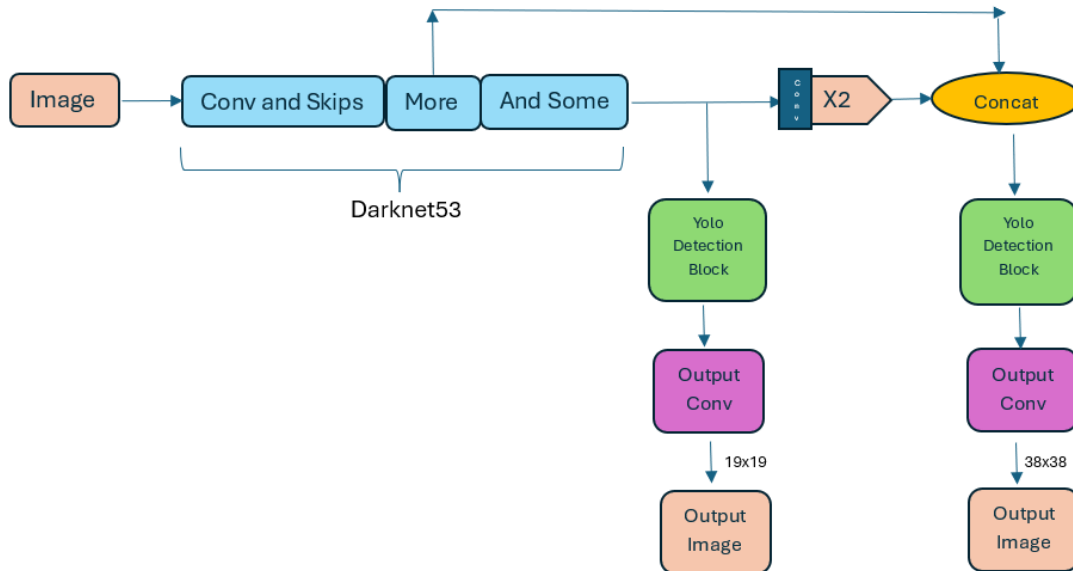 Image
Conv and Skips
More
And Some
Conv
X2
Concat
Darknet53
Yolo
Detection
Block
Yolo
Detection
Block
Output
Conv
Output
Conv
19x19
38x38
Output
Image
Output
Image